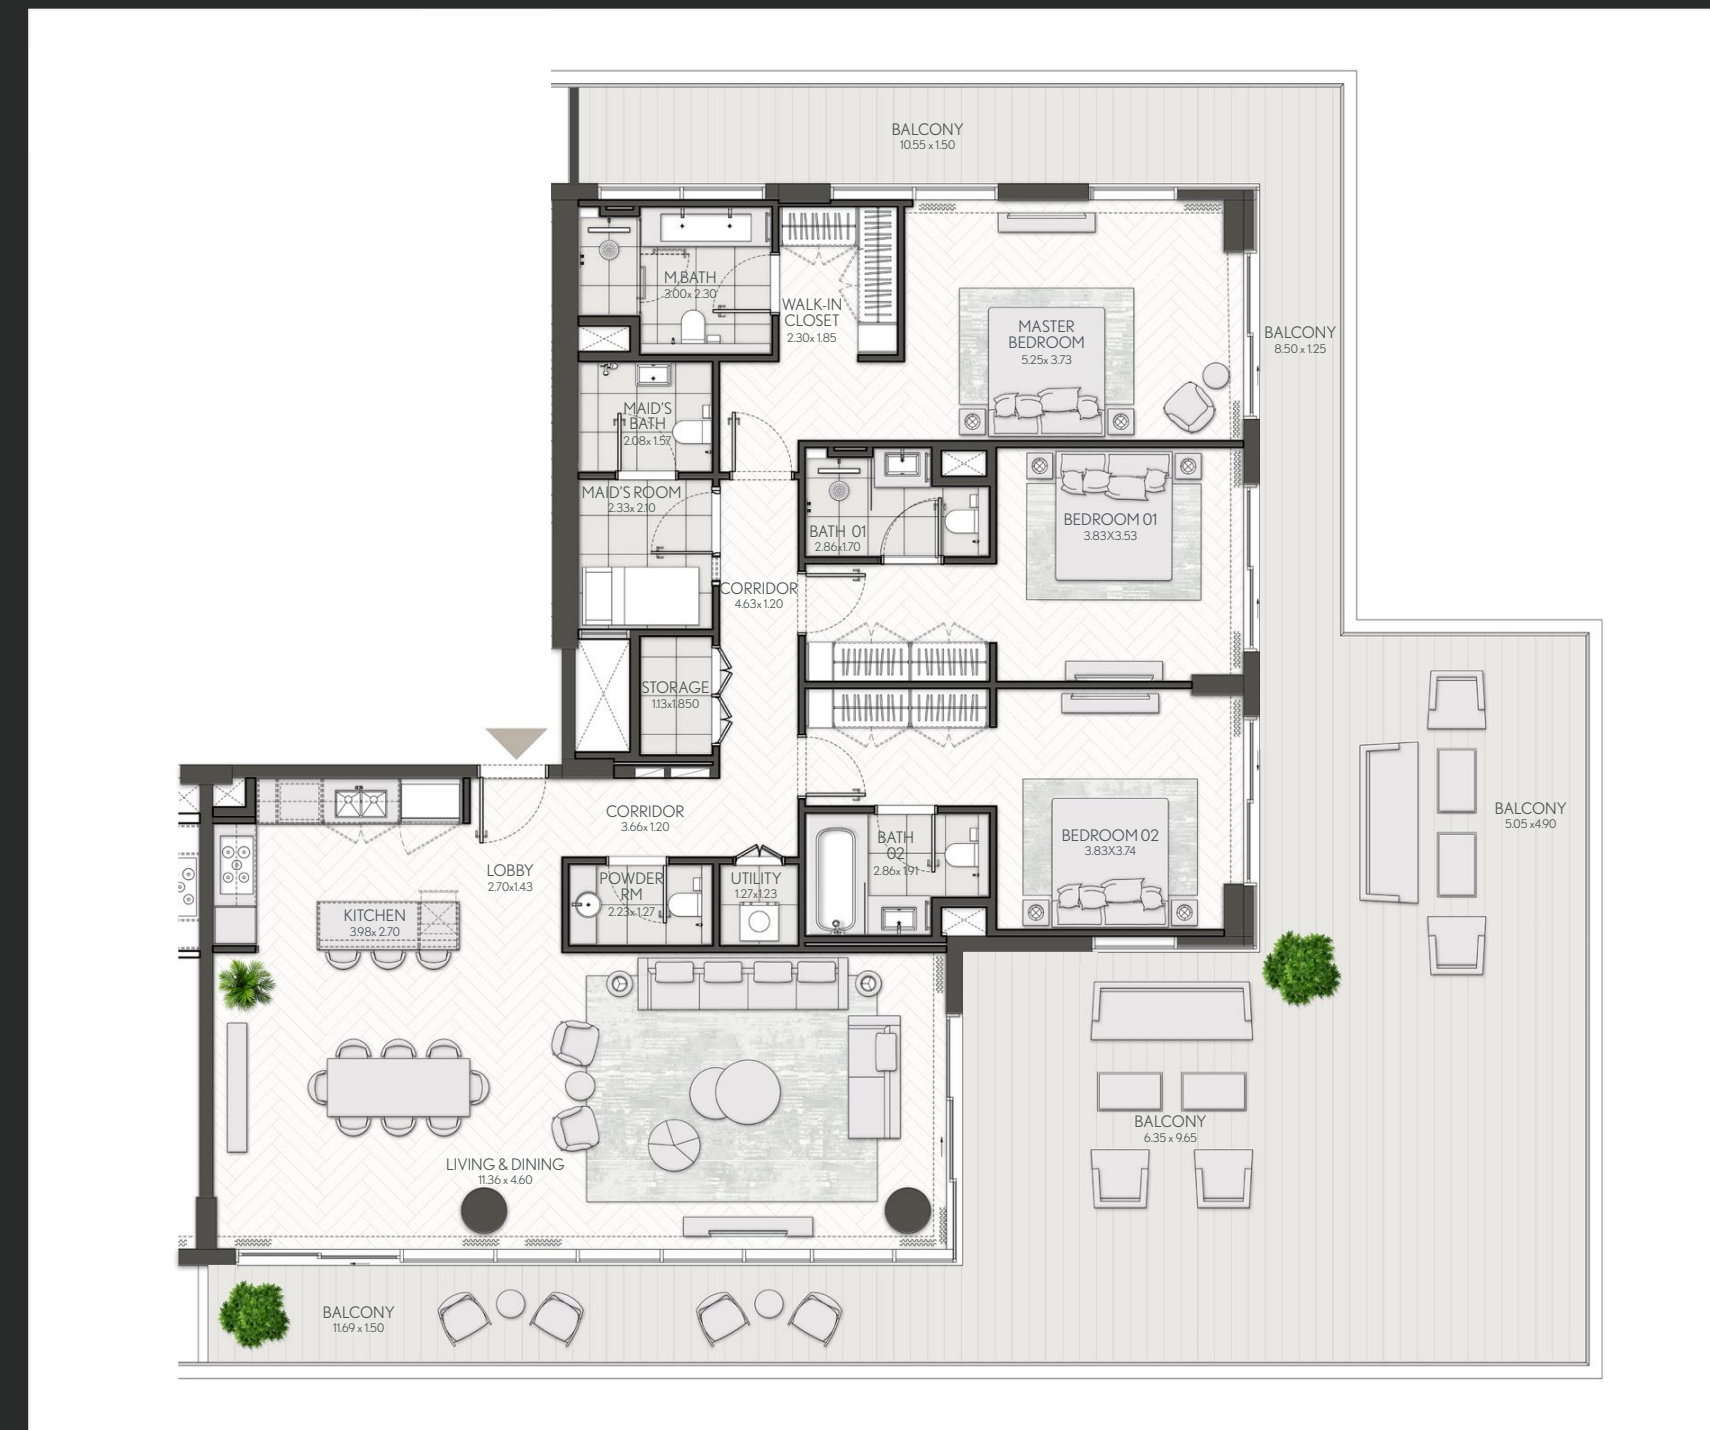 BALCONY
10.55 x 1.50
M.BATH
3.00x 2.30
WALK-IN
CLOSET
2.30x 1.85
MASTER
BEDROOM
5.25x 3.73
BALCONY
8.50 x 1.25
MAID'S
BATH
2.08x 1.57
MAID'S ROOM
2.33x 2.10
BATH 01
2.86x1.70
BEDROOM 01
3.83X3.53
CORRIDOR
4.63x 1.20
STORAGE
1.13x1.850
CORRIDOR
3.66x 1.20
LOBBY
2.70x1.43
KITCHEN
3.98x 2.70
POWDER
RM
2.23x 1.27
UTILITY
1.27x1.23
BATH
02
2.86x 1.91
BEDROOM 02
3.83X3.74
BALCONY
5.05 x4.90
BALCONY
6.35 x 9.65
LIVING & DINING
11.36 x 4.60
BALCONY
11.69 x 1.50